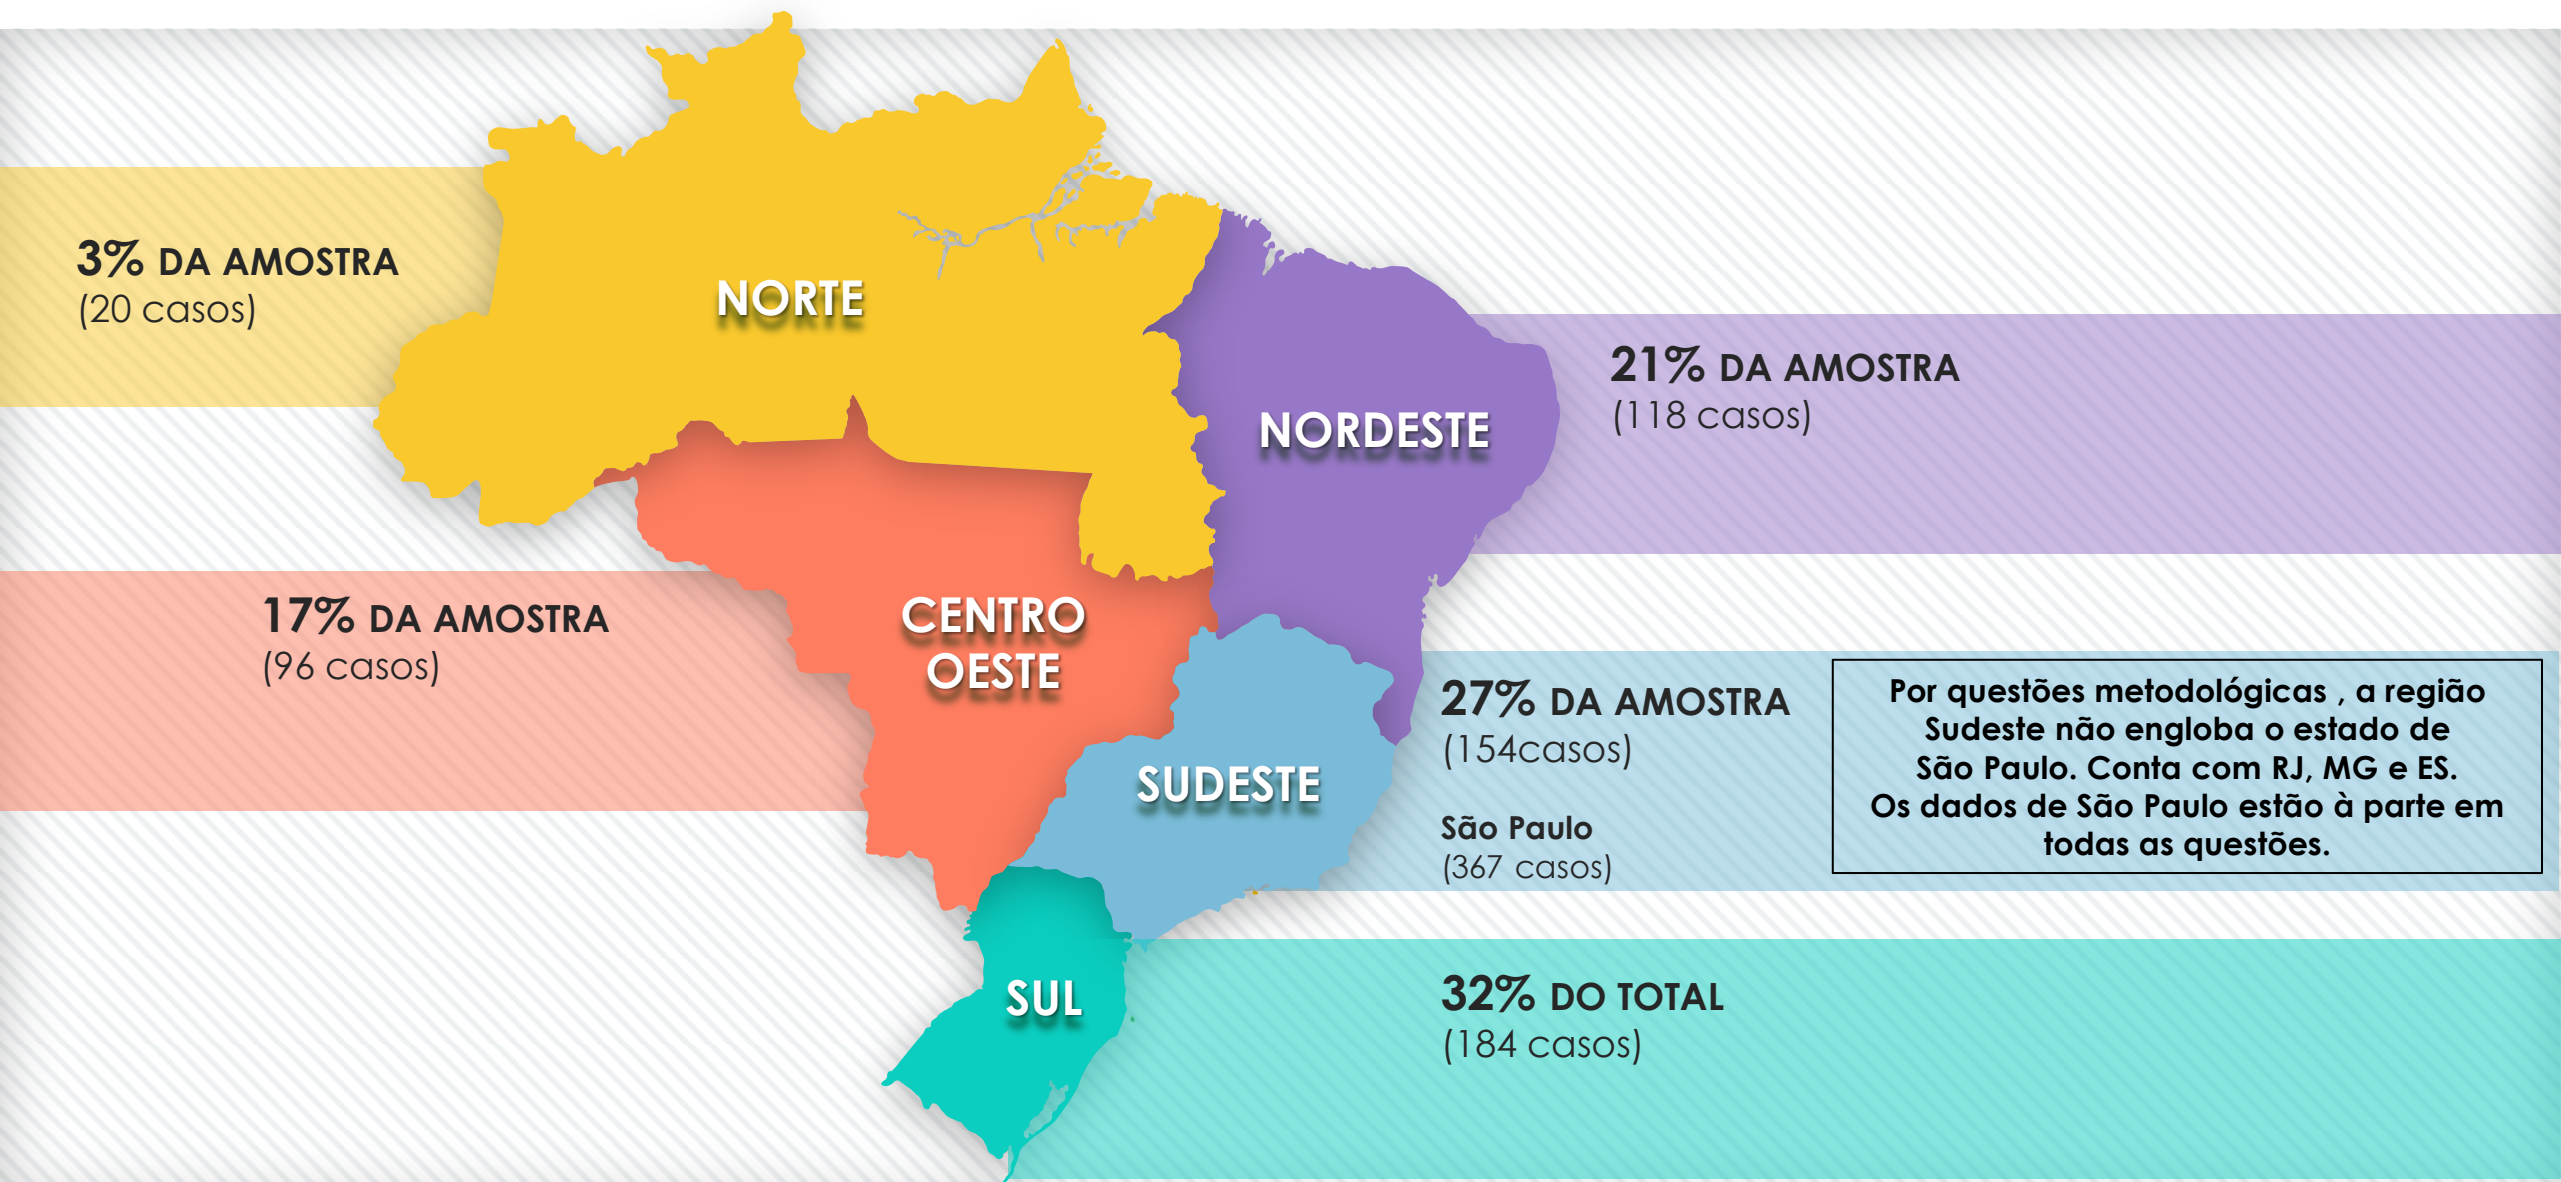 3% DA AMOSTRA
(20 casos)
NORTE
21% DA AMOSTRA
(118 casos)
NORDESTE
17% DA AMOSTRA
(96 casos)
CENTRO
OESTE
27% DA AMOSTRA
(154casos)
São Paulo
(367 casos)
SUDESTE
Por questões metodológicas , a região
Sudeste não engloba o estado de
São Paulo. Conta com RJ, MG e ES.
Os dados de São Paulo estão à parte em
todas as questões.
SUL
32% DO TOTAL
(184 casos)